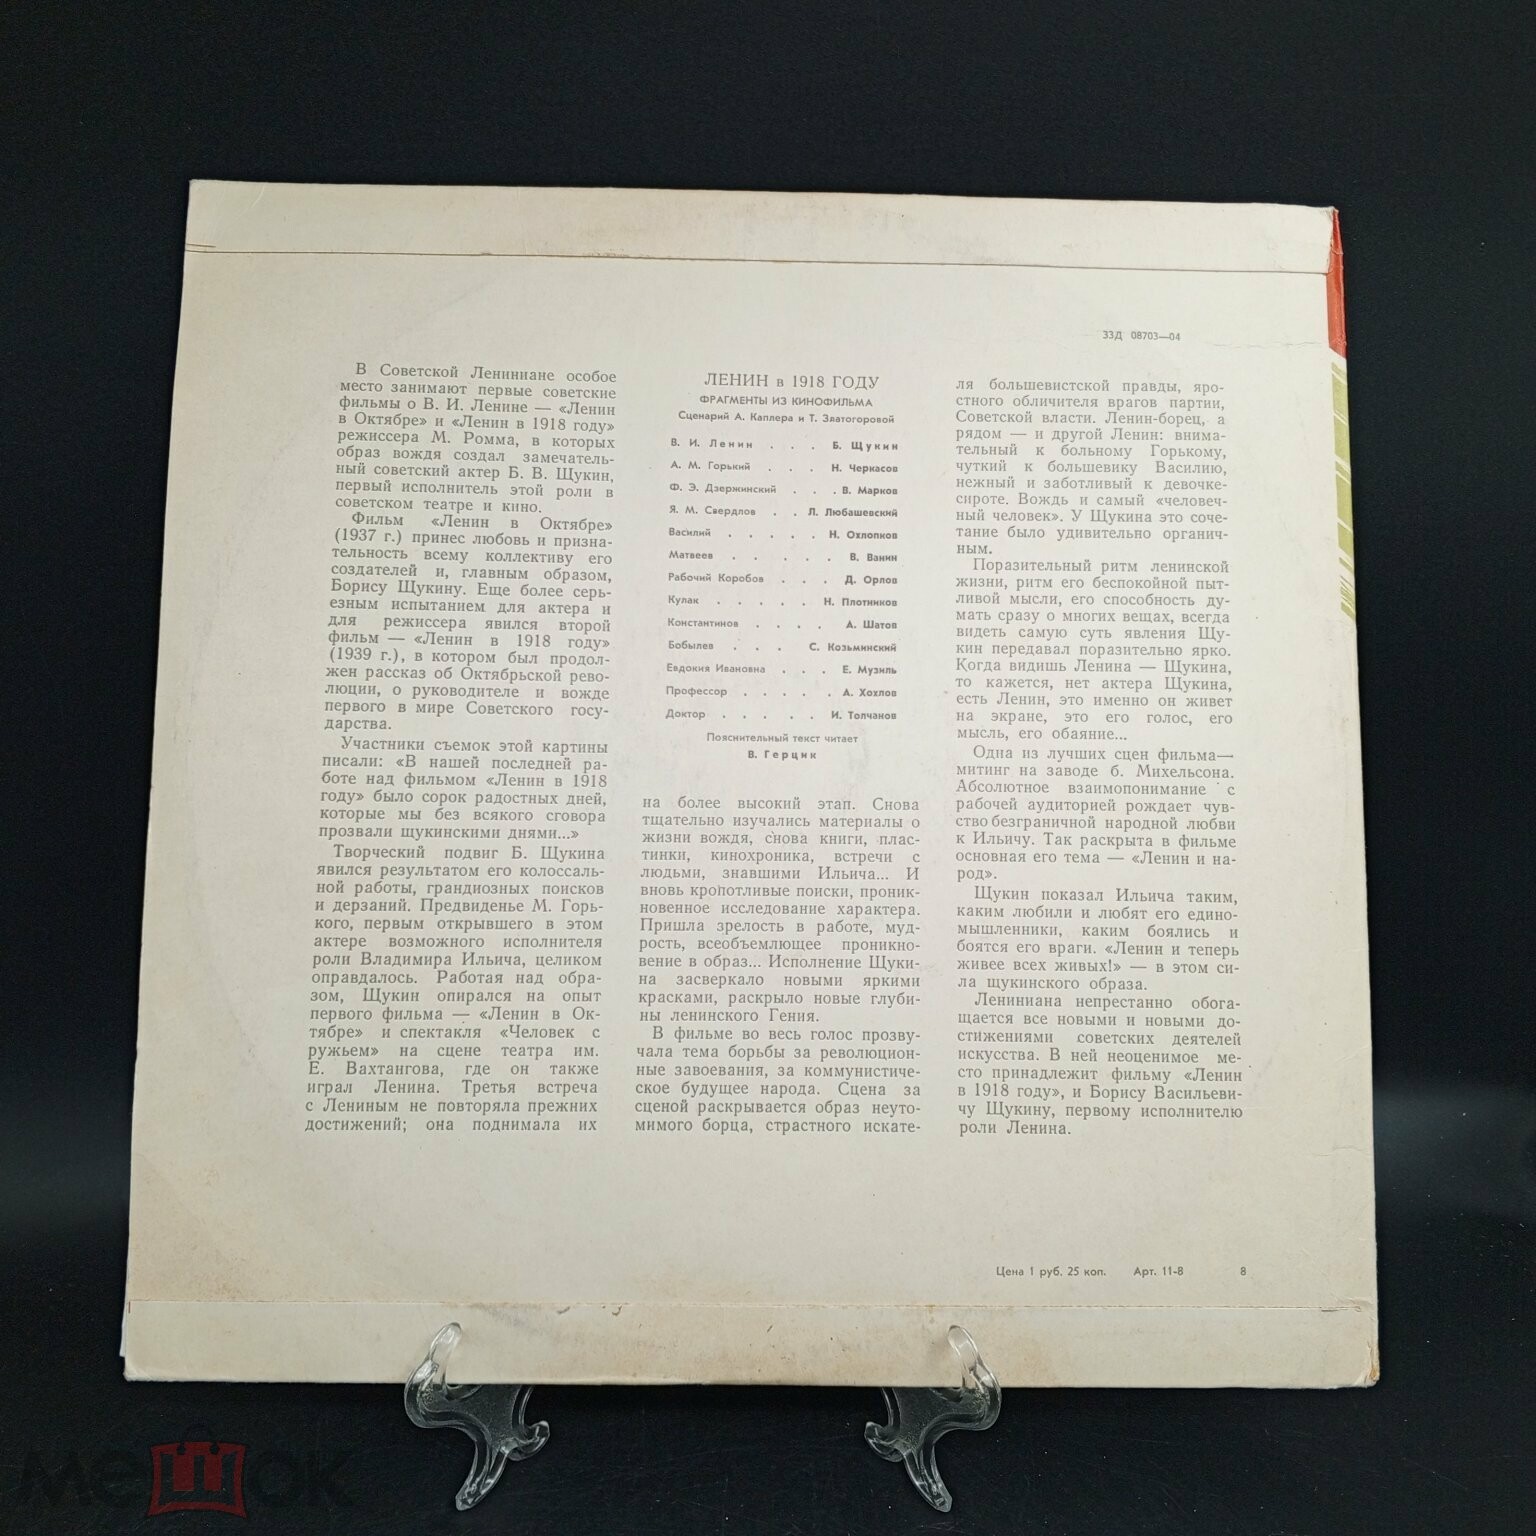 33Д 08703—04
В Советской Лениниане особое
место занимают первые советские
фильмы о В. И. Ленине — «Ленин
в Октябре» и «Ленин в 1918 году»
режиссера М. Ромма, в которых
образ вождя создал замечатель-
ный советский актер Б. В. Щукин,
первый исполнитель этой роли в
советском театре и кино.
Фильм «Ленин в Октябре»
(1937 г.) принес любовь и призна-
тельность всему коллективу его
создателей и, главным образом,
Борису Щукину. Еще более серь-
езным испытанием для актера и
для режиссера явился второй
фильм — «Ленин в 1918 году»
(1939 г.), в котором был продол-
жен рассказ об Октябрьской рево-
люции, о руководителе и вожде
первого в мире Советского госу-
дарства.
Участники съемок этой картины
писали: «В нашей последней ра-
боте над фильмом «Ленин в 1918
году» было сорок радостных дней,
которые мы без всякого сговора
прозвали щукинскими днями...»
Творческий подвиг Б. Щукина
явился результатом его колоссаль-
ной работы, грандиозных поисков
и дерзаний. Предвиденье М. Горь-
кого, первым открывшего в этом
актере возможного исполнителя
роли Владимира Ильича, целиком
оправдалось. Работая над обра-
зом, Щукин опирался на опыт
первого фильма — «Ленин в Ок-
тябре» и спектакля «Человек с
ружьем» на сцене театра им.
Е. Вахтангова, где он также
играл Ленина. Третья встреча
с Лениным не повторяла прежних
достижений; она поднимала их
ЛЕНИН в 1918 ГОДУ
ФРАГМЕНТЫ ИЗ КИНОФИЛЬМА
Сценарий А. Каплера и Т. Златогоровой
В. И. Ленин . . . Б. Щукин
А. М. Горький . . . Н. Черкасов
Ф. Э. Дзержинский . . . В. Марков
Я. М. Свердлов . . Л. Любашевский
Василий . . . . . Н. Охлопков
Матвеев . . . . . В. Ванин
Рабочий Коробов . . . Д. Орлов
Кулак . . . . . Н. Плотников
Константинов . . . . А. Шатов
Бобылев . . . С. Козьминский
Евдокия Ивановна . . . Е. Музиль
Профессор . . . . . А. Хохлов
Доктор . . . . . И. Толчанов
Пояснительный текст читает
В. Герцик
на более высокий этап. Снова
тщательно изучались материалы о
жизни вождя, снова книги, плас-
тинки, кинохроника, встречи с
людьми, знавшими Ильича... И
вновь кропотливые поиски, проник-
новенное исследование характера.
Пришла зрелость в работе, муд-
рость, всеобъемлющее проникно-
вение в образ... Исполнение Щуки-
на засверкало новыми яркими
красками, раскрыло новые глуби-
ны ленинского Гения.
В фильме во весь голос прозву-
чала тема борьбы за революцион-
ные завоевания, за коммунистиче-
ское будущее народа. Сцена за
сценой раскрывается образ неуто-
мимого борца, страстного искате-
ля большевистской правды, яро-
стного обличителя врагов партии,
Советской власти. Ленин-борец, а
рядом — и другой Ленин: внима-
тельный к больному Горькому,
чуткий к большевику Василию,
нежный и заботливый к девочке-
сироте. Вождь и самый «человеч-
ный человек». У Щукина это соче-
тание было удивительно органич-
ным.
Поразительный ритм ленинской
жизни, ритм его беспокойной пыт-
ливой мысли, его способность ду-
мать сразу о многих вещах, всегда
видеть самую суть явления Щу-
кин передавал поразительно ярко.
Когда видишь Ленина — Щукина,
то кажется, нет актера Щукина,
есть Ленин, это именно он живет
на экране, это его голос, его
мысль, его обаяние...
Одна из лучших сцен фильма—
митинг на заводе б. Михельсона.
Абсолютное взаимопонимание с
рабочей аудиторией рождает чув-
ство безграничной народной любви
к Ильичу. Так раскрыта в фильме
основная его тема — «Ленин и на-
род».
Щукин показал Ильича таким,
каким любили и любят его едино-
мышленники, каким боялись и
боятся его враги. «Ленин и теперь
живее всех живых!» — в этом си-
ла щукинского образа.
Лениниана непрестанно обога-
щается все новыми и новыми до-
стижениями советских деятелей
искусства. В ней неоценимое ме-
сто принадлежит фильму «Ленин
в 1918 году», и Борису Васильеви-
чу Щукину, первому исполнителю
роли Ленина.
Цена 1 руб. 25 коп. Арт. 11-8 8
мешок